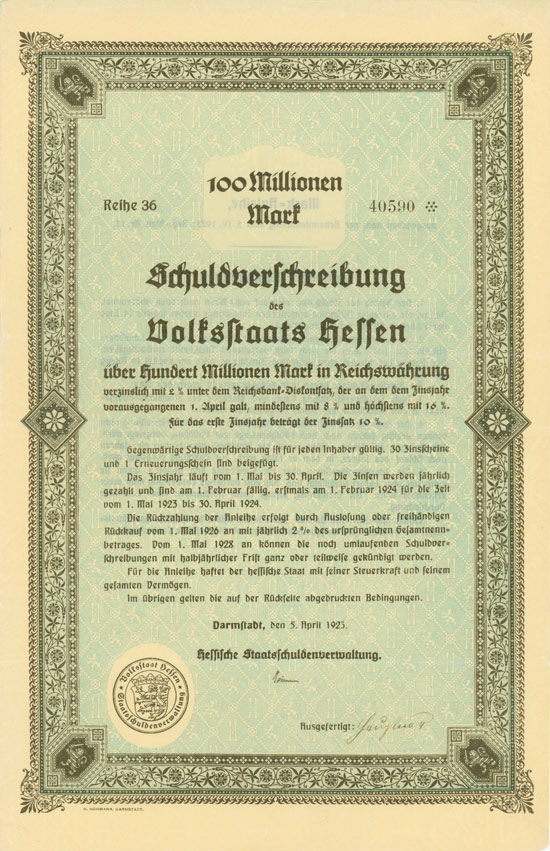 100 Millionen
Mark
Reihe 36
40590
Schuldverschreibung
des
Volksstaats Hessen
über Hundert Millionen Mark in Reichswährung
verzinslich mit 2 % unter dem Reichsbank-Diskontsatz, der an dem dem Zinsjahr
vorausgegangenen 1. April galt, mindestens mit 8 % und höchstens mit 16 %.
Für das erste Zinsjahr beträgt der Zinssatz 10 %.
Gegenwärtige Schuldverschreibung ist für jeden Inhaber gültig. 30 Zinsscheine
und 1 Erneuerungsschein sind beigefügt.
Das Zinsjahr läuft vom 1. Mai bis 30. April. Die Zinsen werden jährlich
gezahlt und sind am 1. Februar fällig, erstmals am 1. Februar 1924 für die Zeit
vom 1. Mai 1923 bis 30. April 1924.
Die Rückzahlung der Anleihe erfolgt durch Auslosung oder freihändigen
Rückkauf vom 1. Mai 1926 an mit jährlich 2 % des ursprünglichen Gesamtnenn-
betrages. Vom 1. Mai 1928 an können die noch umlaufenden Schuldver-
schreibungen mit halbjährlicher Frist ganz oder teilweise gekündigt werden.
Für die Anleihe haftet der hessische Staat mit seiner Steuerkraft und seinem
gesamten Vermögen.
Im übrigen gelten die auf der Rückseite abgedruckten Bedingungen.
Darmstadt, den 5. April 1923.
Hessische Staatsschuldenverwaltung.
Volksstaat Hessen
Staatsschuldenverwaltung
Ausgefertigt:
H. HOHMANN, DARMSTADT.